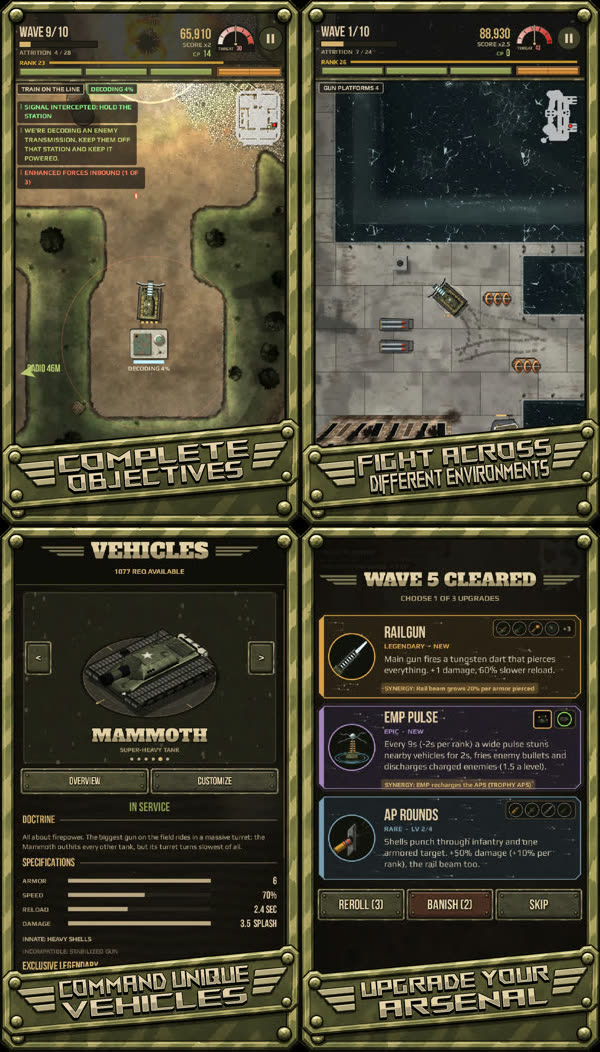 WAVE 9/10
65,910
SCORE x2
CP 14
THREAT 30
ATTRITION 4 / 28
RANK 23
TRAIN ON THE LINE
DECODING 4%
SIGNAL INTERCEPTED: HOLD THE
STATION
WE'RE DECODING AN ENEMY
TRANSMISSION. KEEP THEM OFF
THAT STATION AND KEEP IT
POWERED.
ENHANCED FORCES INBOUND (1 OF
3)
DECODING 4%
RADIO 46M
COMPLETE
OBJECTIVES
WAVE 1/10
88,930
SCORE x2.5
CP 0
THREAT 43
ATTRITION 7 / 24
RANK 26
GUN PLATFORMS 4
FIGHT ACROSS
DIFFERENT ENVIRONMENTS
VEHICLES
1077 REQ AVAILABLE
<
>
MAMMOTH
SUPER-HEAVY TANK
OVERVIEW
CUSTOMIZE
IN SERVICE
DOCTRINE
All about firepower. The biggest gun on the field rides in a massive turret: the
Mammoth outhits every other tank, but its turret turns slowest of all.
SPECIFICATIONS
ARMOR 6
SPEED 70%
RELOAD 2.4 SEC
DAMAGE 3.5 SPLASH
INNATE: HEAVY SHELLS
INCOMPATIBLE: STABILIZED GUN
EXCLUSIVE LEGENDARY
COMMAND UNIQUE
VEHICLES
WAVE 5 CLEARED
CHOOSE 1 OF 3 UPGRADES
RAILGUN
+3
LEGENDARY - NEW
Main gun fires a tungsten dart that pierces
everything. +1 damage, 60% slower reload.
SYNERGY: Rail beam grows 20% per armor pierced
EMP PULSE
EPIC - NEW
Every 9s (-2s per rank) a wide pulse stuns
nearby vehicles for 2s, fries enemy bullets and
discharges charged enemies (1.5 a level).
SYNERGY: EMP recharges the APS (TROPHY APS)
AP ROUNDS
RARE - LV 2/4
Shells punch through infantry and one
armored target. +50% damage (+10% per
rank), the rail beam too.
REROLL (3)
BANISH (2)
SKIP
UPGRADE YOUR
ARSENAL